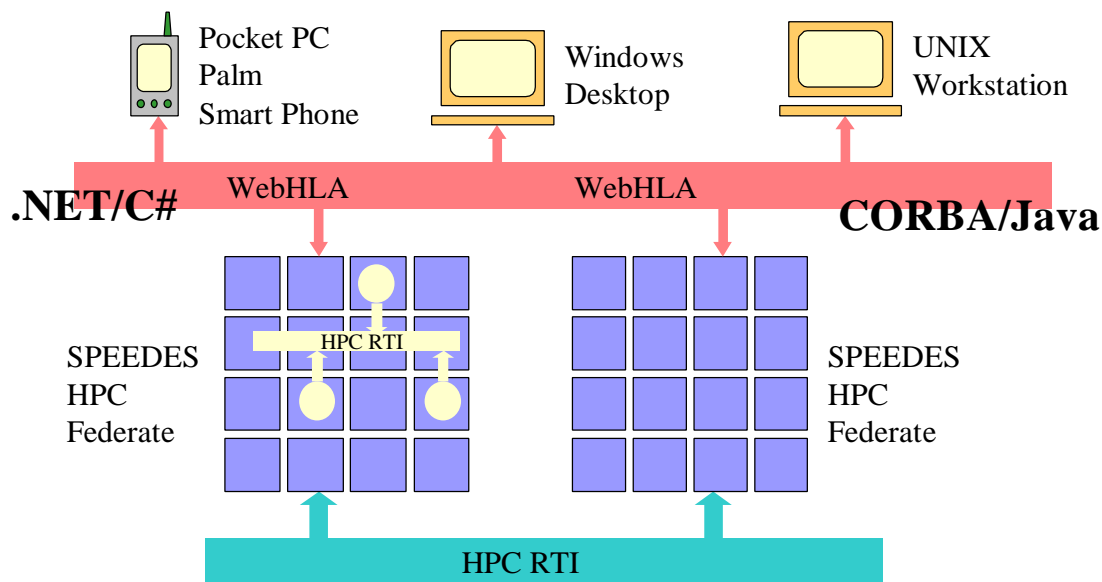 Pocket PC
Palm
Smart Phone
Windows
Desktop
UNIX
Workstation
WebHLA
WebHLA
.NET/C#
CORBA/Java
HPC RTI
SPEEDES
HPC
Federate
SPEEDES
HPC
Federate
HPC RTI